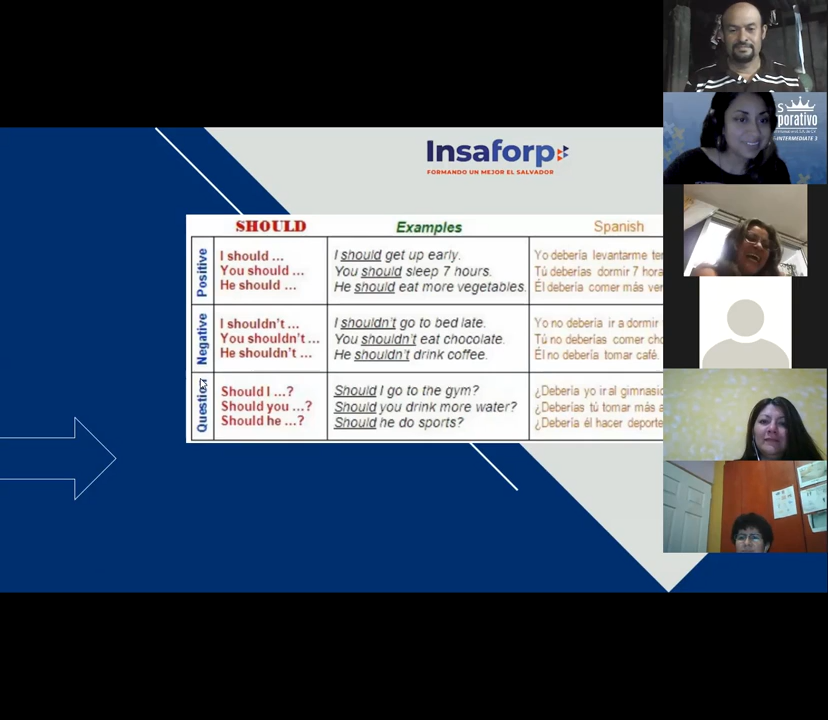 Insaforp
FORMANDO UN MEJOR EL SALVADOR
SHOULD Examples Spanish
Positive
I should ... I should get up early. Yo debería levantarme
You should ... You should sleep 7 hours. Tú deberías dormir 7
He should ... He should eat more vegetables. Él debería comer más
Negative
I shouldn't ... I shouldn't go to bed late. Yo no debería ir a dormir
You shouldn't ... You shouldn't eat chocolate. Tú no deberías comer
He shouldn't ... He shouldn't drink coffee. Él no debería tomar café.
Question
Should I ...? Should I go to the gym? ¿Debería yo ir al
Should you ...? Should you drink more water? ¿Deberías tú tomar más
Should he ...? Should he do sports? ¿Debería él hacer
S
porativo
-INTERMEDIATE